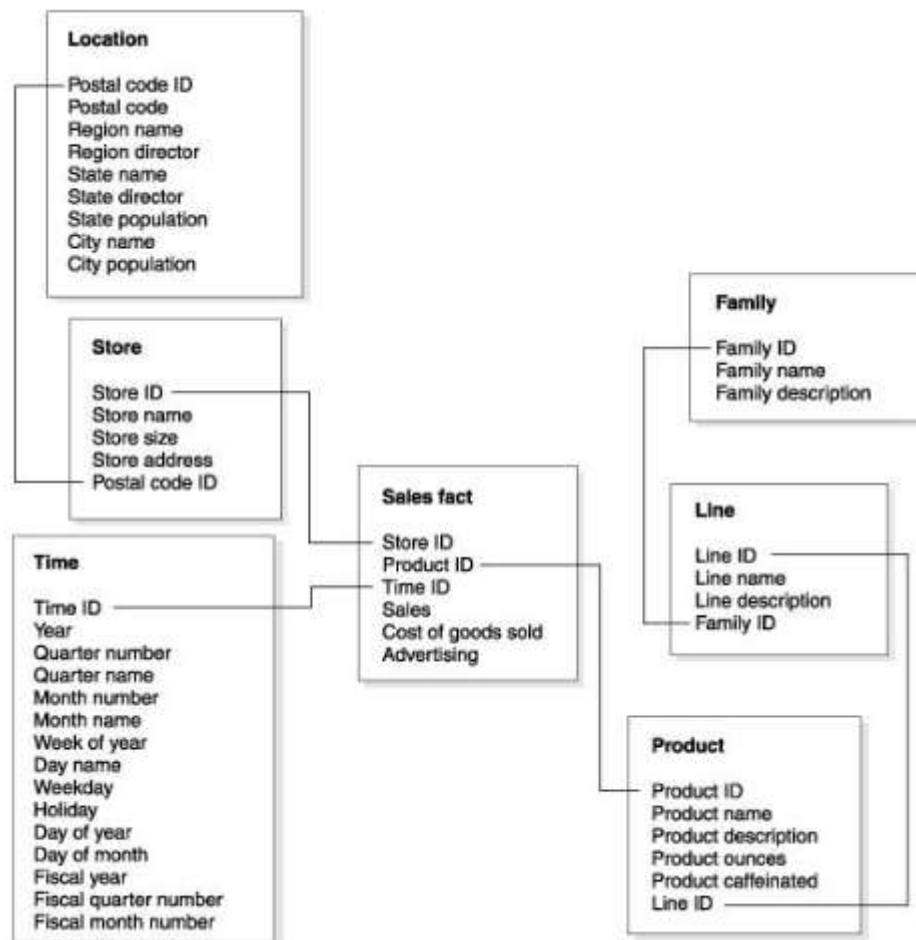 Location
Postal code ID
Postal code
Region name
Region director
State name
State director
State population
City name
City population
Store
Store ID
Store name
Store size
Store address
Postal code ID
Time
Time ID
Year
Quarter number
Quarter name
Month number
Month name
Week of year
Day name
Weekday
Holiday
Day of year
Day of month
Fiscal year
Fiscal quarter number
Fiscal month number
Sales fact
Store ID
Product ID
Time ID
Sales
Cost of goods sold
Advertising
Family
Family ID
Family name
Family description
Line
Line ID
Line name
Line description
Family ID
Product
Product ID
Product name
Product description
Product ounces
Product caffeinated
Line ID